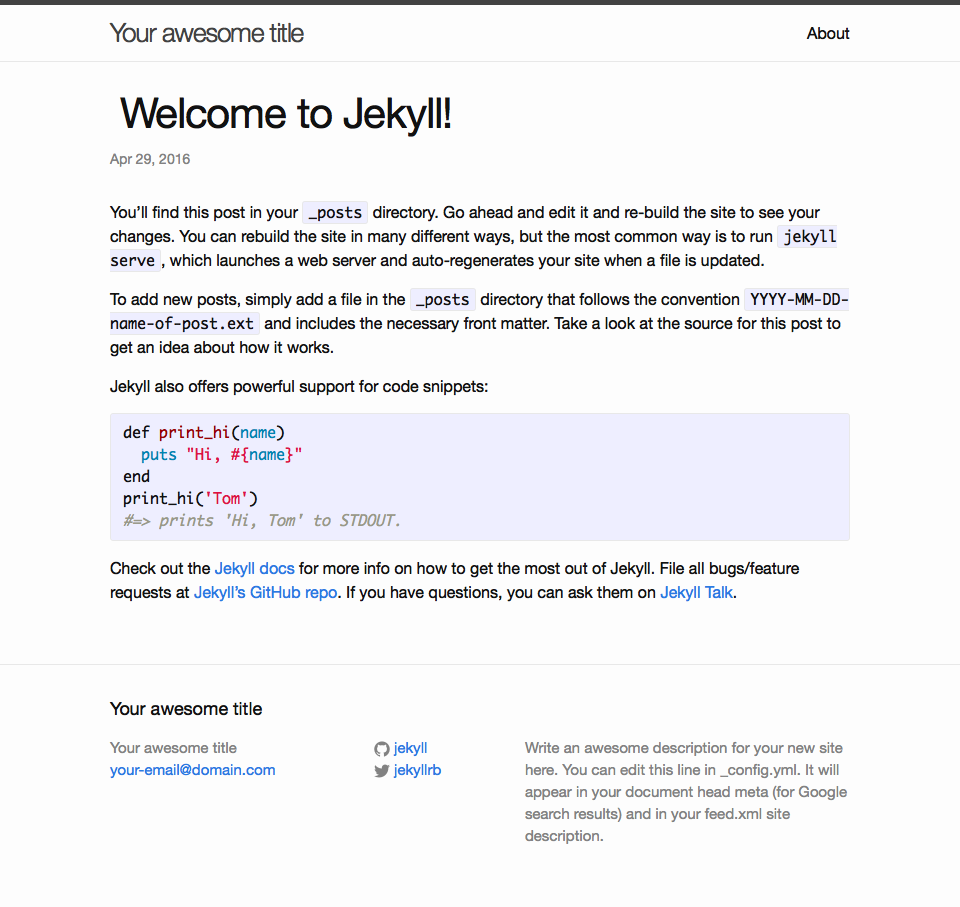 Your awesome title
About
Welcome to Jekyll!
Apr 29, 2016
You’ll find this post in your _posts directory. Go ahead and edit it and re-build the site to see your
changes. You can rebuild the site in many different ways, but the most common way is to run jekyll
serve , which launches a web server and auto-regenerates your site when a file is updated.
To add new posts, simply add a file in the _posts directory that follows the convention YYYY-MM-DD-
name-of-post.ext and includes the necessary front matter. Take a look at the source for this post to
get an idea about how it works.
Jekyll also offers powerful support for code snippets:
def print_hi(name)
  puts "Hi, #{name}"
end
print_hi('Tom')
#=> prints 'Hi, Tom' to STDOUT.
Check out the Jekyll docs for more info on how to get the most out of Jekyll. File all bugs/feature
requests at Jekyll’s GitHub repo. If you have questions, you can ask them on Jekyll Talk.
Your awesome title
Your awesome title
your-email@domain.com
jekyll
jekyllrb
Write an awesome description for your new site
here. You can edit this line in _config.yml. It will
appear in your document head meta (for Google
search results) and in your feed.xml site
description.